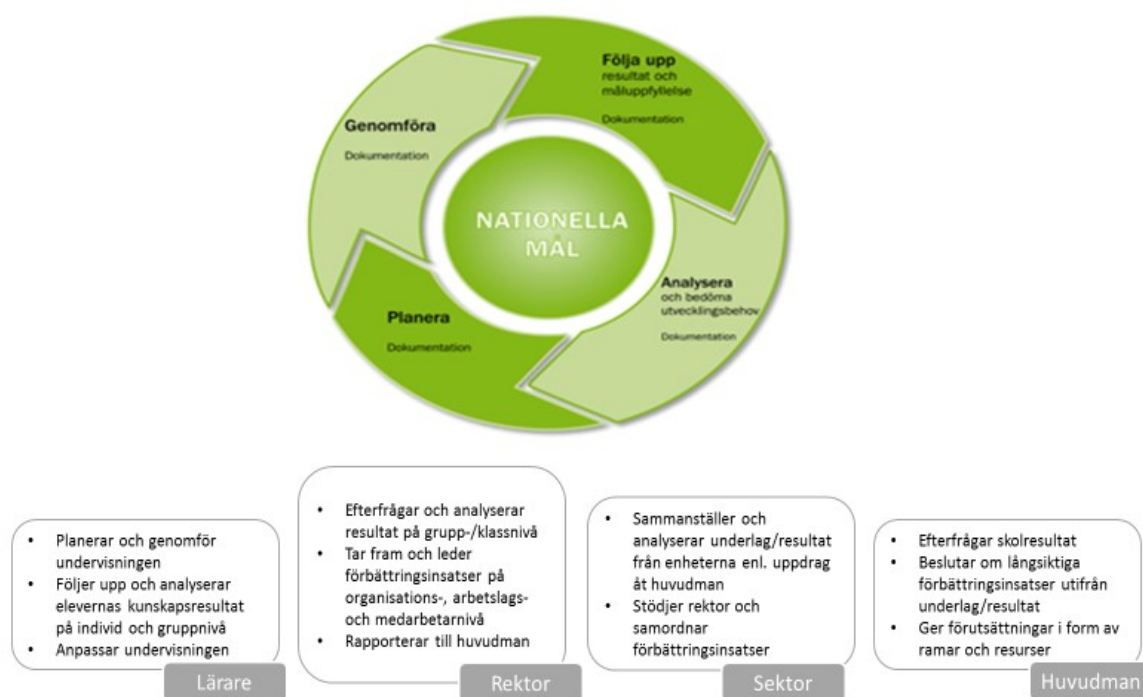 Följa upp
resultat och
måluppfyllelse
Dokumentation
Genomföra
Dokumentation
NATIONELLA
MÅL
Analysera
och bedöma
utvecklingsbehov
Dokumentation
Planera
Dokumentation
• Planerar och genomför
undervisningen
• Följer upp och analyserar
elevernas kunskapsresultat
på individ och gruppnivå
• Anpassar undervisningen
Lärare
• Efterfrågar och analyserar
resultat på grupp-/klassnivå
• Tar fram och leder
förbättringsinsatser på
organisations-, arbetslags-
och medarbetarnivå
• Rapporterar till huvudman
Rektor
• Sammanställer och
analyserar underlag/resultat
från enheterna enl. uppdrag
åt huvudman
• Stödjer rektor och
samordnar
förbättringsinsatser
Sektor
• Efterfrågar skolresultat
• Beslutar om långsiktiga
förbättringsinsatser utifrån
underlag/resultat
• Ger förutsättningar i form av
ramar och resurser
Huvudman